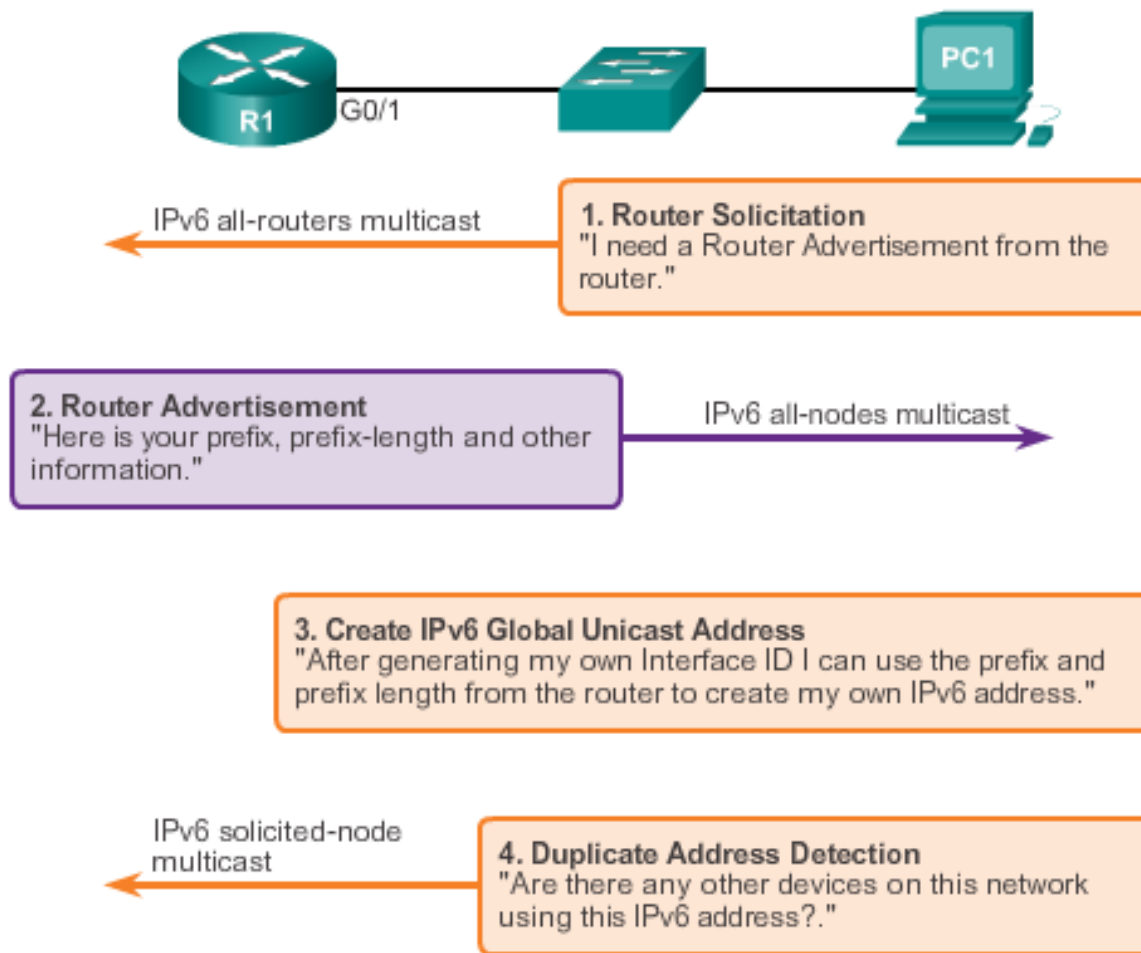 PC1
R1
G0/1
IPv6 all-routers multicast
1. Router Solicitation
"I need a Router Advertisement from the
router."
2. Router Advertisement
"Here is your prefix, prefix-length and other
information."
IPv6 all-nodes multicast
3. Create IPv6 Global Unicast Address
"After generating my own Interface ID I can use the prefix and
prefix length from the router to create my own IPv6 address."
IPv6 solicited-node
multicast
4. Duplicate Address Detection
"Are there any other devices on this network
using this IPv6 address?."